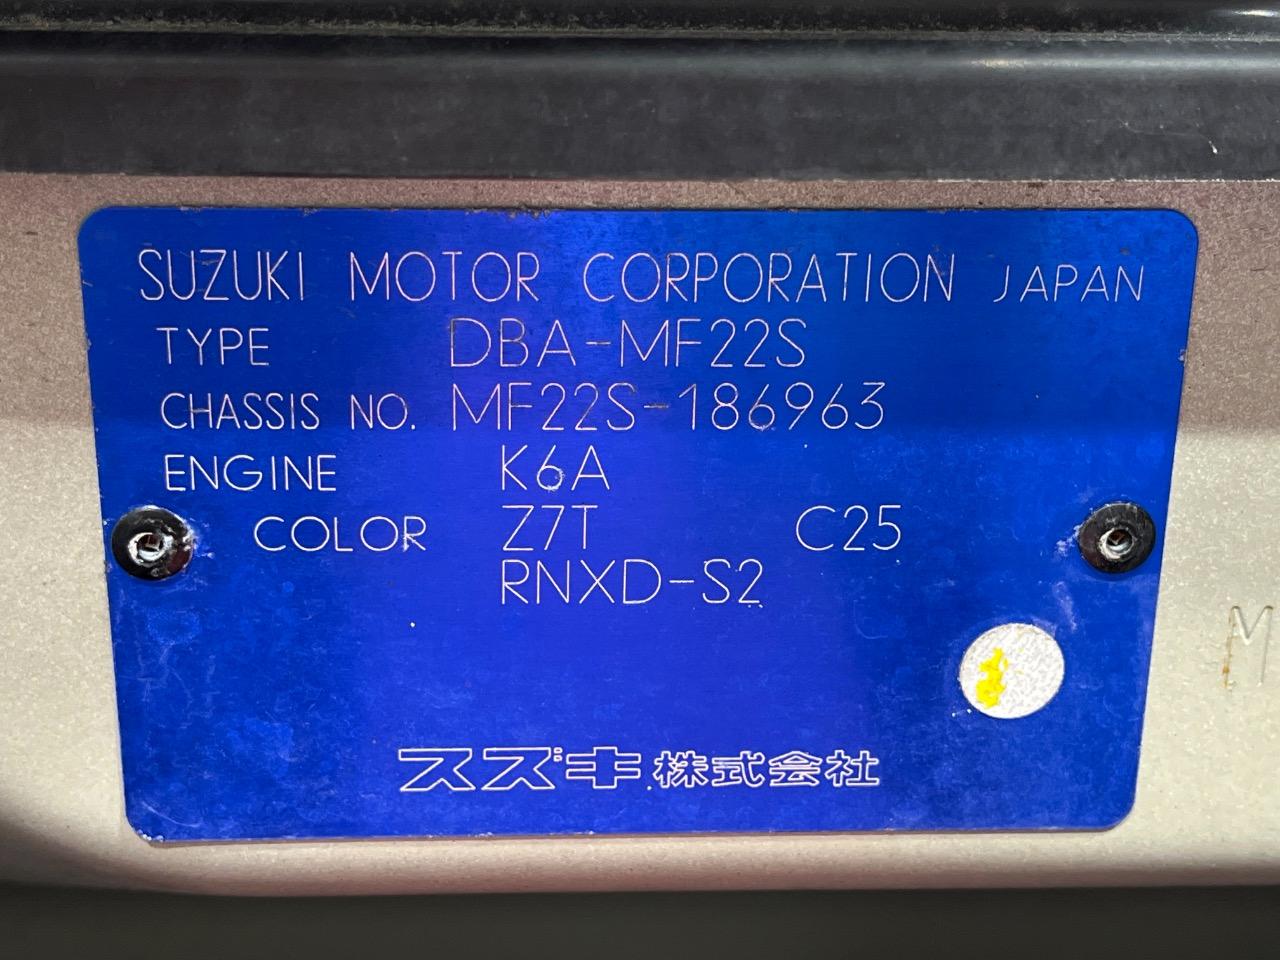 SUZUKI MOTOR CORPORATION JAPAN
TYPE DBA-MF22S
CHASSIS NO. MF22S-186963
ENGINE K6A
COLOR Z7T C25
RNXD-S2
M
スズキ株式会社